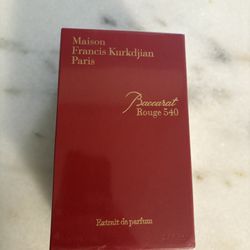 Maison
Francis Kurkdjian
Paris
Baccarat
Rouge 540
Extrait de parfum